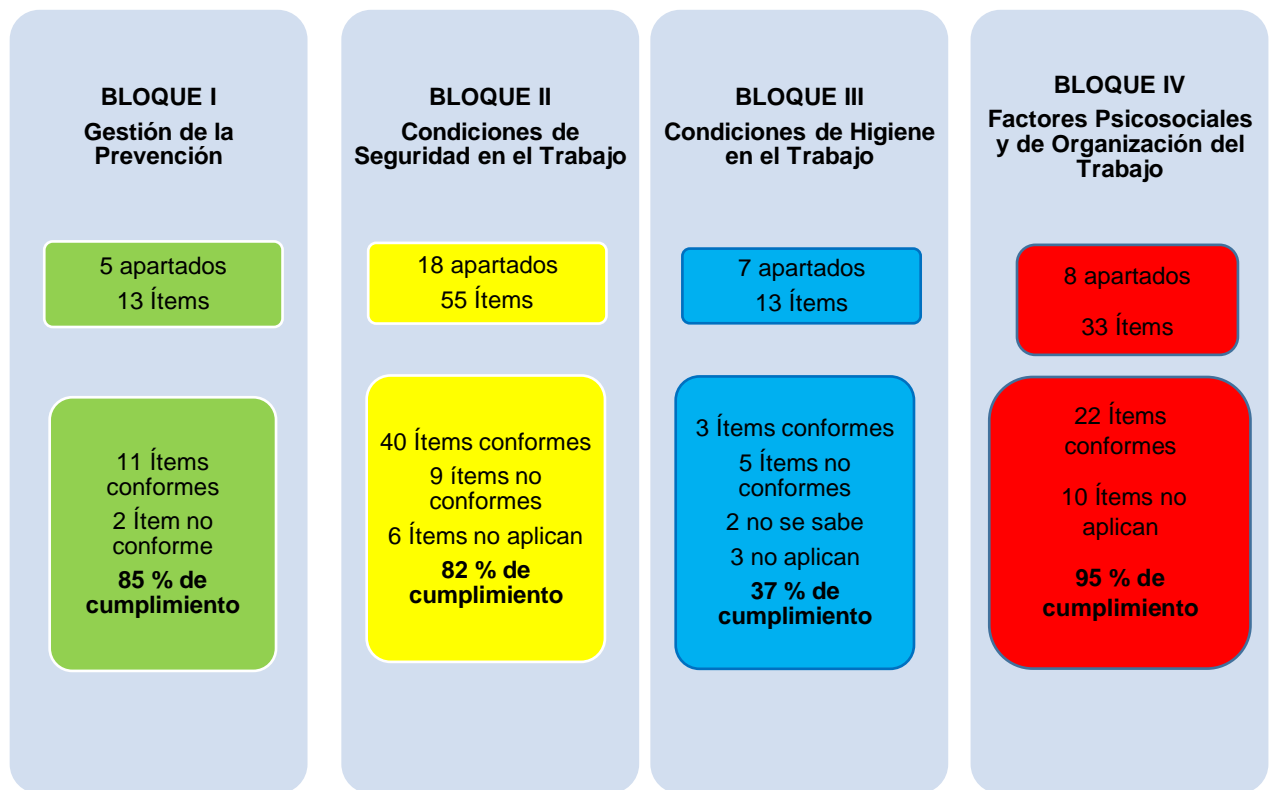 BLOQUE I
Gestión de la
Prevención
5 apartados
13 Ítems
11 Ítems
conformes
2 Ítem no
conforme
85 % de
cumplimiento
BLOQUE II
Condiciones de
Seguridad en el Trabajo
18 apartados
55 Ítems
40 Ítems conformes
9 ítems no
conformes
6 Ítems no aplican
82 % de
cumplimiento
BLOQUE III
Condiciones de Higiene
en el Trabajo
7 apartados
13 Ítems
3 Ítems conformes
5 Ítems no
conformes
2 no se sabe
3 no aplican
37 % de
cumplimiento
BLOQUE IV
Factores Psicosociales
y de Organización del
Trabajo
8 apartados
33 Ítems
22 Ítems
conformes
10 Ítems no
aplican
95 % de
cumplimiento